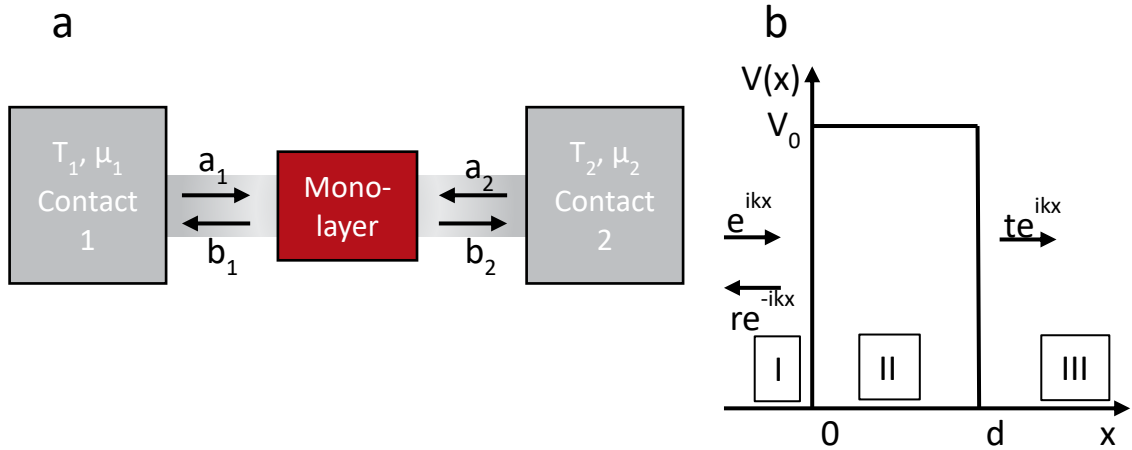 a
T₁, μ₁
Contact
1
a₁
b₁
Mono-
layer
a₂
b₂
T₂, μ₂
Contact
2
b
V(x)
V₀
e^ikx
re^-ikx
te^ikx
I
II
III
0
d
x